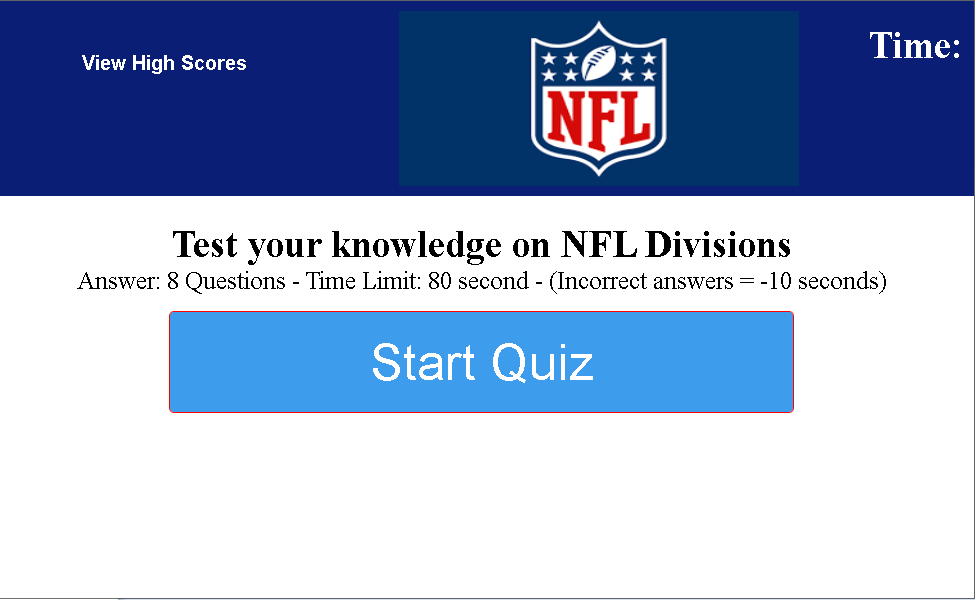 View High Scores
NFL
Time:
Test your knowledge on NFL Divisions
Answer: 8 Questions - Time Limit: 80 second - (Incorrect answers = -10 seconds)
Start Quiz